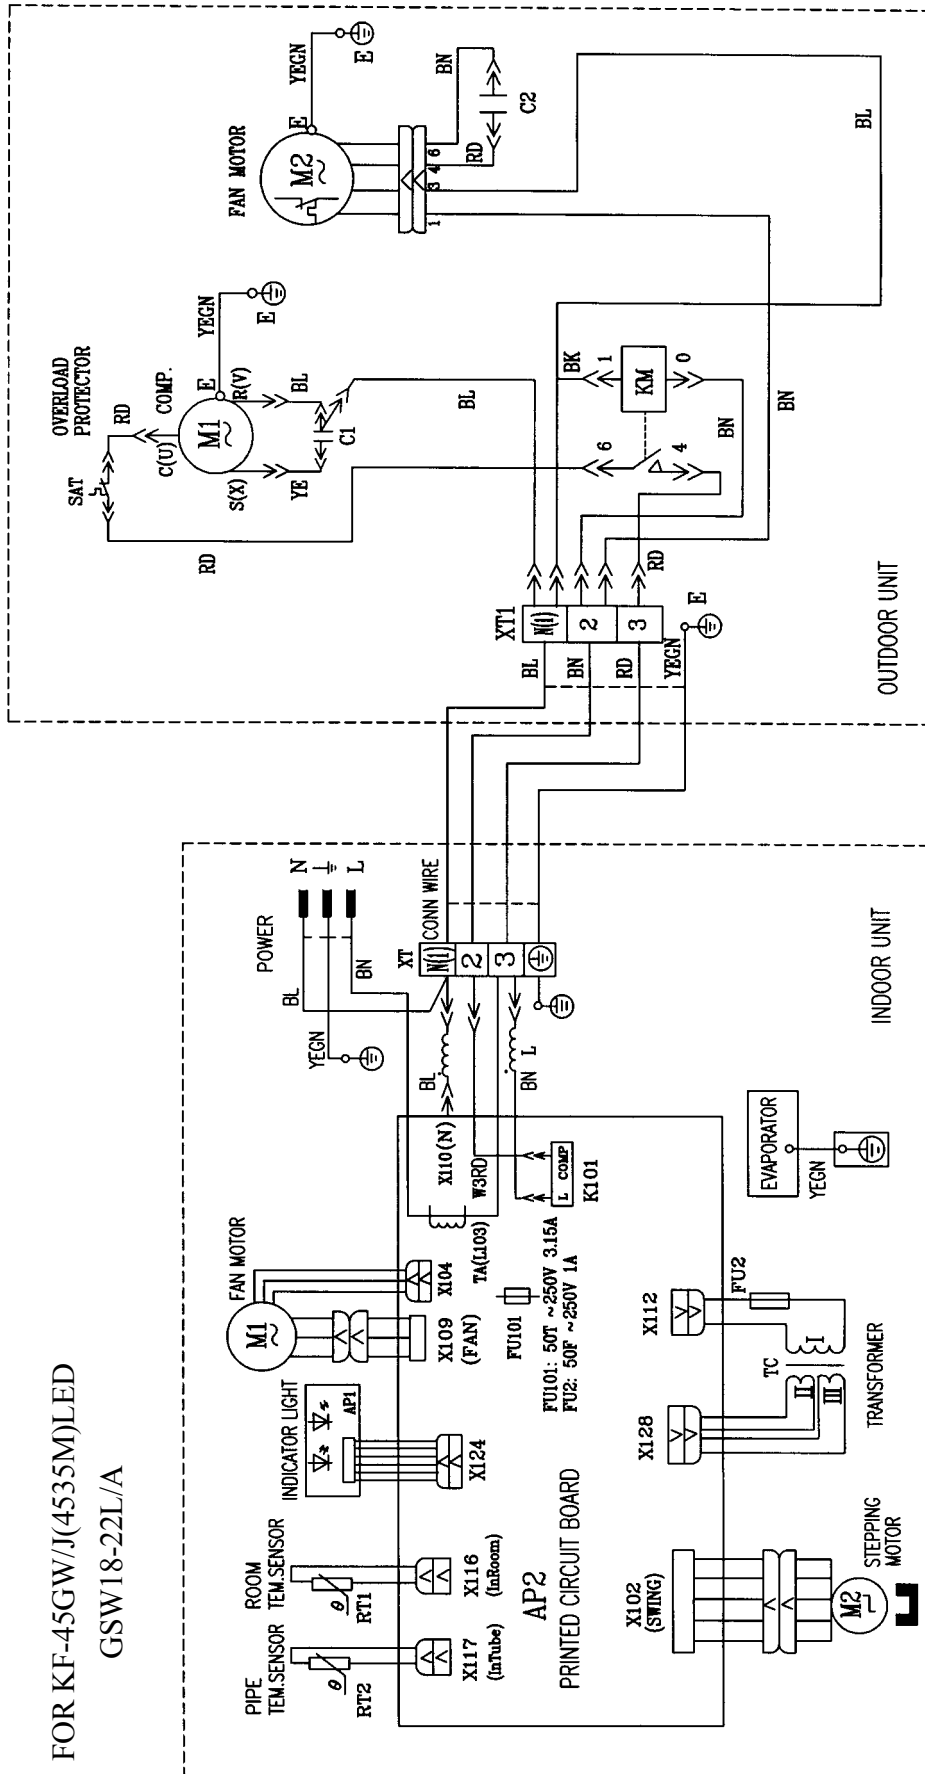 FOR KF-45GW/J(4535M)LED
GSW18-22L/A
PIPE
TEM.SENSOR
θ
RT2
X117
(InTube)
ROOM
TEM.SENSOR
θ
RT1
X116
(InRoom)
INDICATOR LIGHT
AP1
X124
FAN MOTOR
M1
X109
(FAN)
X104
TA(L103)
X110(N)
W3RD
L COMP
K101
FU101
FU101: 50T ~250V 3.15A
FU2: 50F ~250V 1A
AP2
PRINTED CIRCUIT BOARD
X102
(SWING)
M2
STEPPING
MOTOR
X128
X112
FU2
TC
I
II
III
TRANSFORMER
EVAPORATOR
YEGN
POWER
N
L
BL
YEGN
BN
BL
BN L
XT
N(1)
2
3
CONN WIRE
INDOOR UNIT
OVERLOAD
PROTECTOR
SAT
RD
COMP.
C(U)
M1
E
R(V)
S(X)
YEGN
E
BL
YE
C1
RD
BL
FAN MOTOR
M2
E
YEGN
E
1
3
4
6
BN
RD
C2
BL
BK
1
KM
0
6
4
BN
BN
RD
XT1
N(1)
2
3
BL
BN
RD
YEGN
E
OUTDOOR UNIT